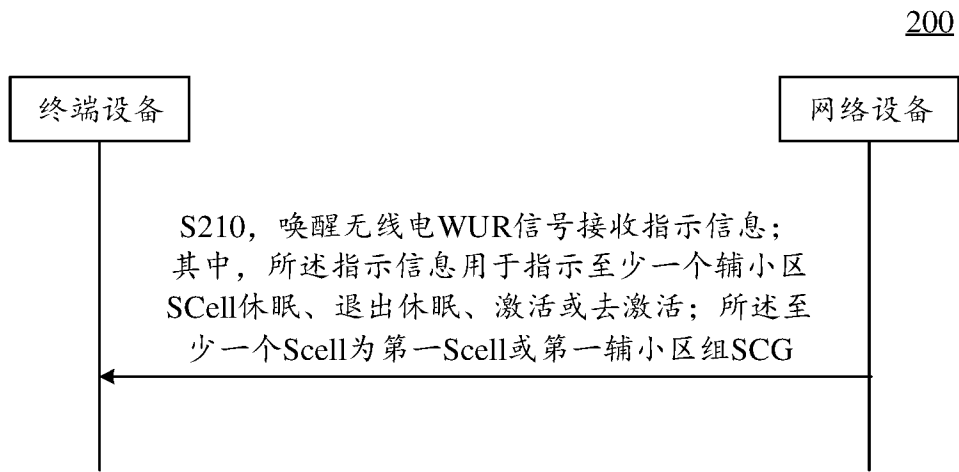 200
终端设备
网络设备
S210，唤醒无线电WUR信号接收指示信息；
其中，所述指示信息用于指示至少一个辅小区
SCell休眠、退出休眠、激活或去激活；所述至
少一个Scell为第一Scell或第一辅小区组SCG